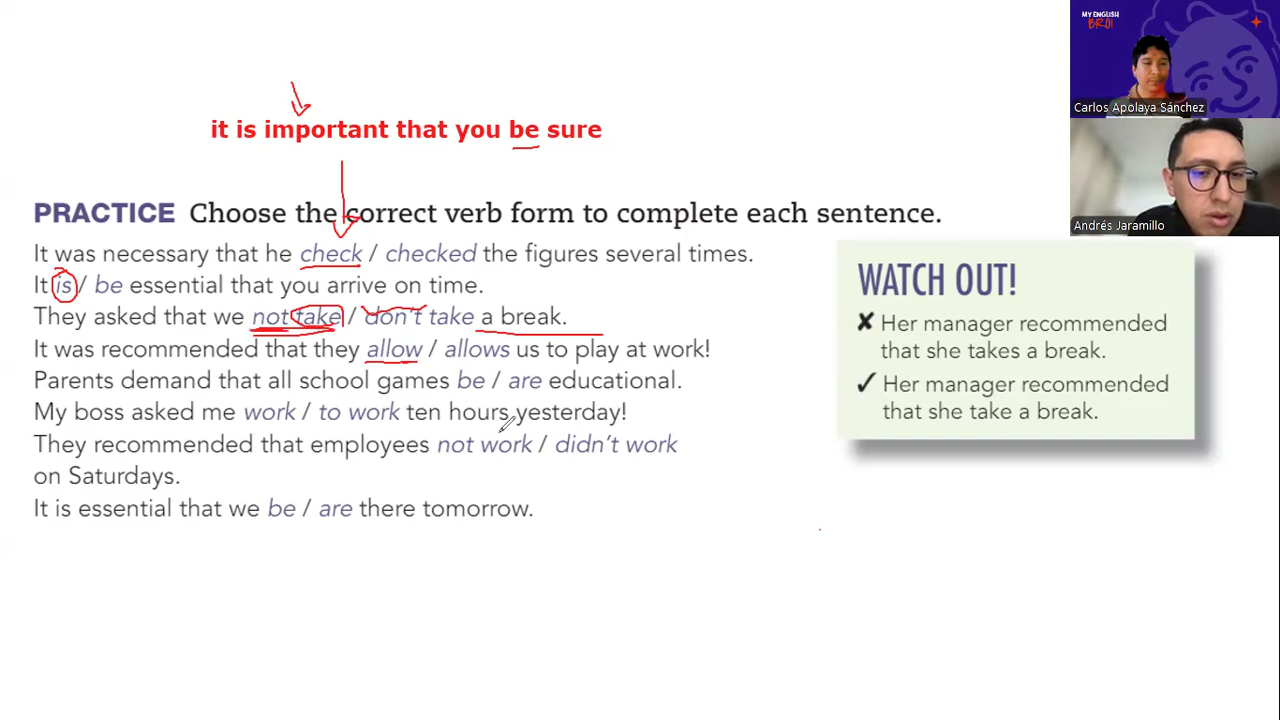 MY ENGLISH
BRO!
Carlos Apolaya Sánchez
Andrés Jaramillo
it is important that you be sure
PRACTICE Choose the correct verb form to complete each sentence.
It was necessary that he check / checked the figures several times.
It is / be essential that you arrive on time.
They asked that we not take / don't take a break.
It was recommended that they allow / allows us to play at work!
Parents demand that all school games be / are educational.
My boss asked me work / to work ten hours yesterday!
They recommended that employees not work / didn't work
on Saturdays.
It is essential that we be / are there tomorrow.
WATCH OUT!
✘ Her manager recommended
that she takes a break.
✓ Her manager recommended
that she take a break.